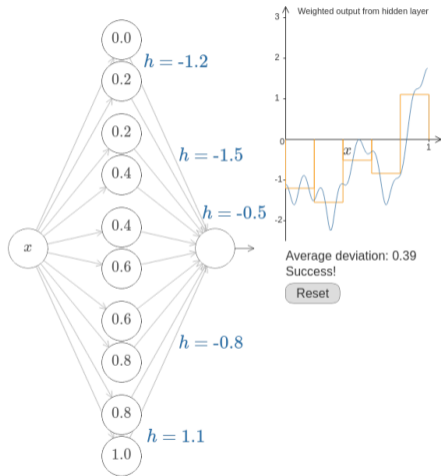 Weighted output from hidden layer
3
2
1
0
-1
-2
x
1
0.0
h = -1.2
0.2
0.2
h = -1.5
0.4
h = -0.5
0.4
x
0.6
0.6
h = -0.8
0.8
0.8
h = 1.1
1.0
Average deviation: 0.39
Success!
Reset